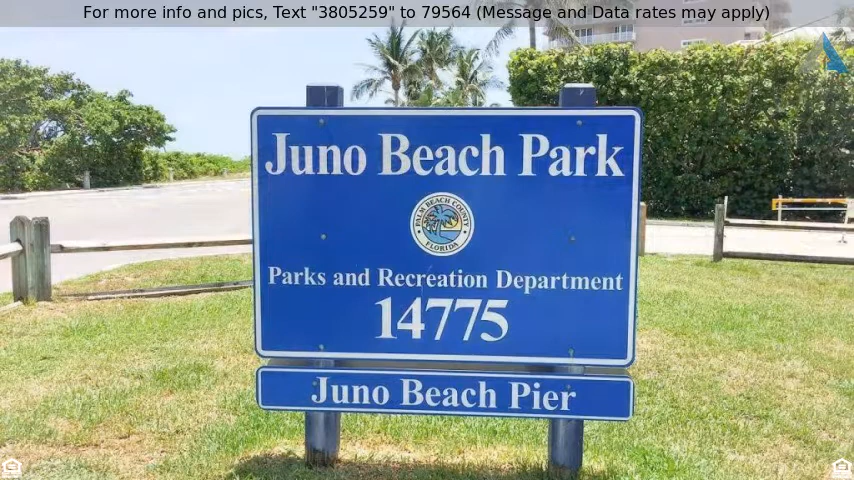 For more info and pics, Text "3805259" to 79564 (Message and Data rates may apply)
Juno Beach Park
PALM BEACH COUNTY
FLORIDA
Parks and Recreation Department
14775
Juno Beach Pier